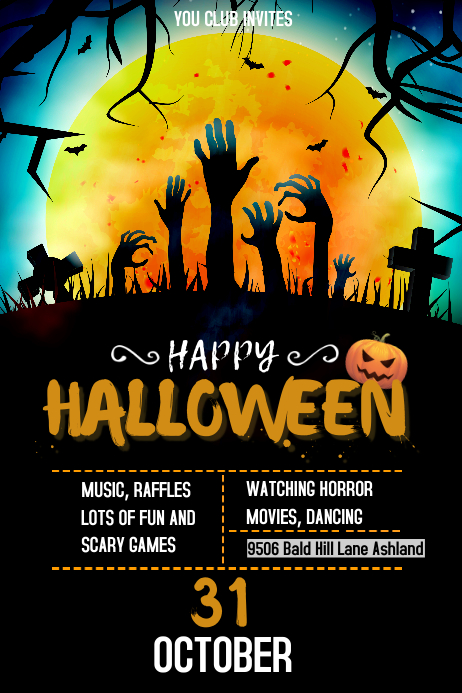 YOU CLUB INVITES
HAPPY
HALLOWEEN
MUSIC, RAFFLES
LOTS OF FUN AND
SCARY GAMES
WATCHING HORROR
MOVIES, DANCING
9506 Bald Hill Lane Ashland
31
OCTOBER